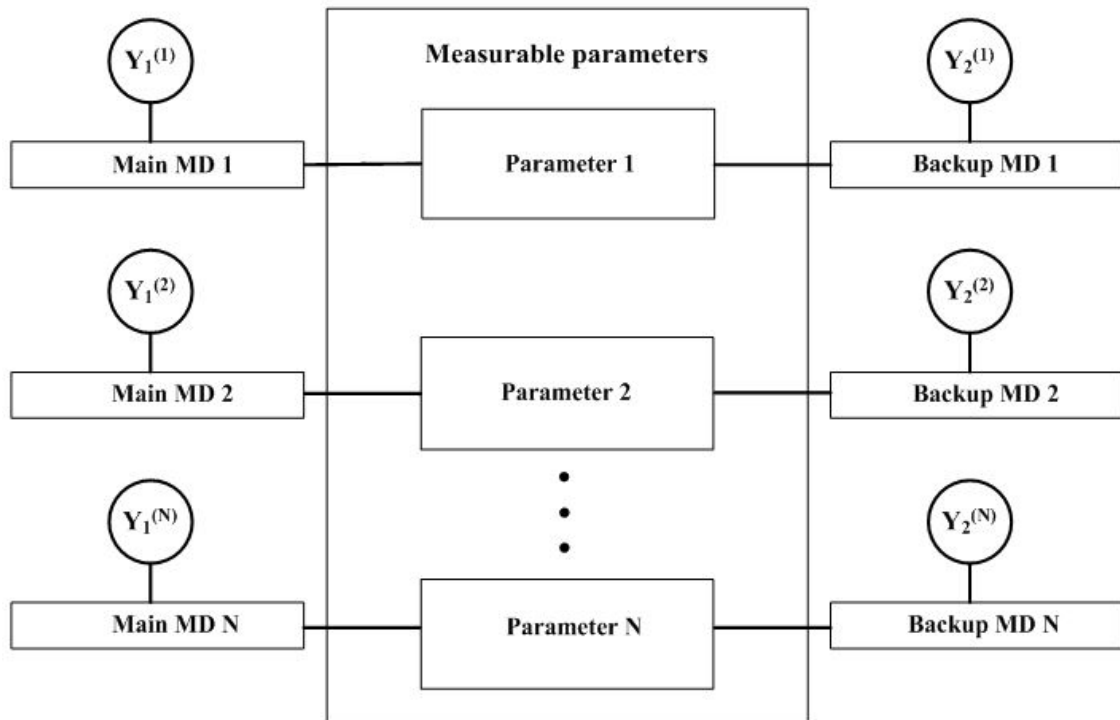 Measurable parameters
Y₁⁽¹⁾
Y₂⁽¹⁾
Main MD 1
Parameter 1
Backup MD 1
Y₁⁽²⁾
Y₂⁽²⁾
Main MD 2
Parameter 2
Backup MD 2
Y₁⁽ᴺ⁾
Y₂⁽ᴺ⁾
Main MD N
Parameter N
Backup MD N